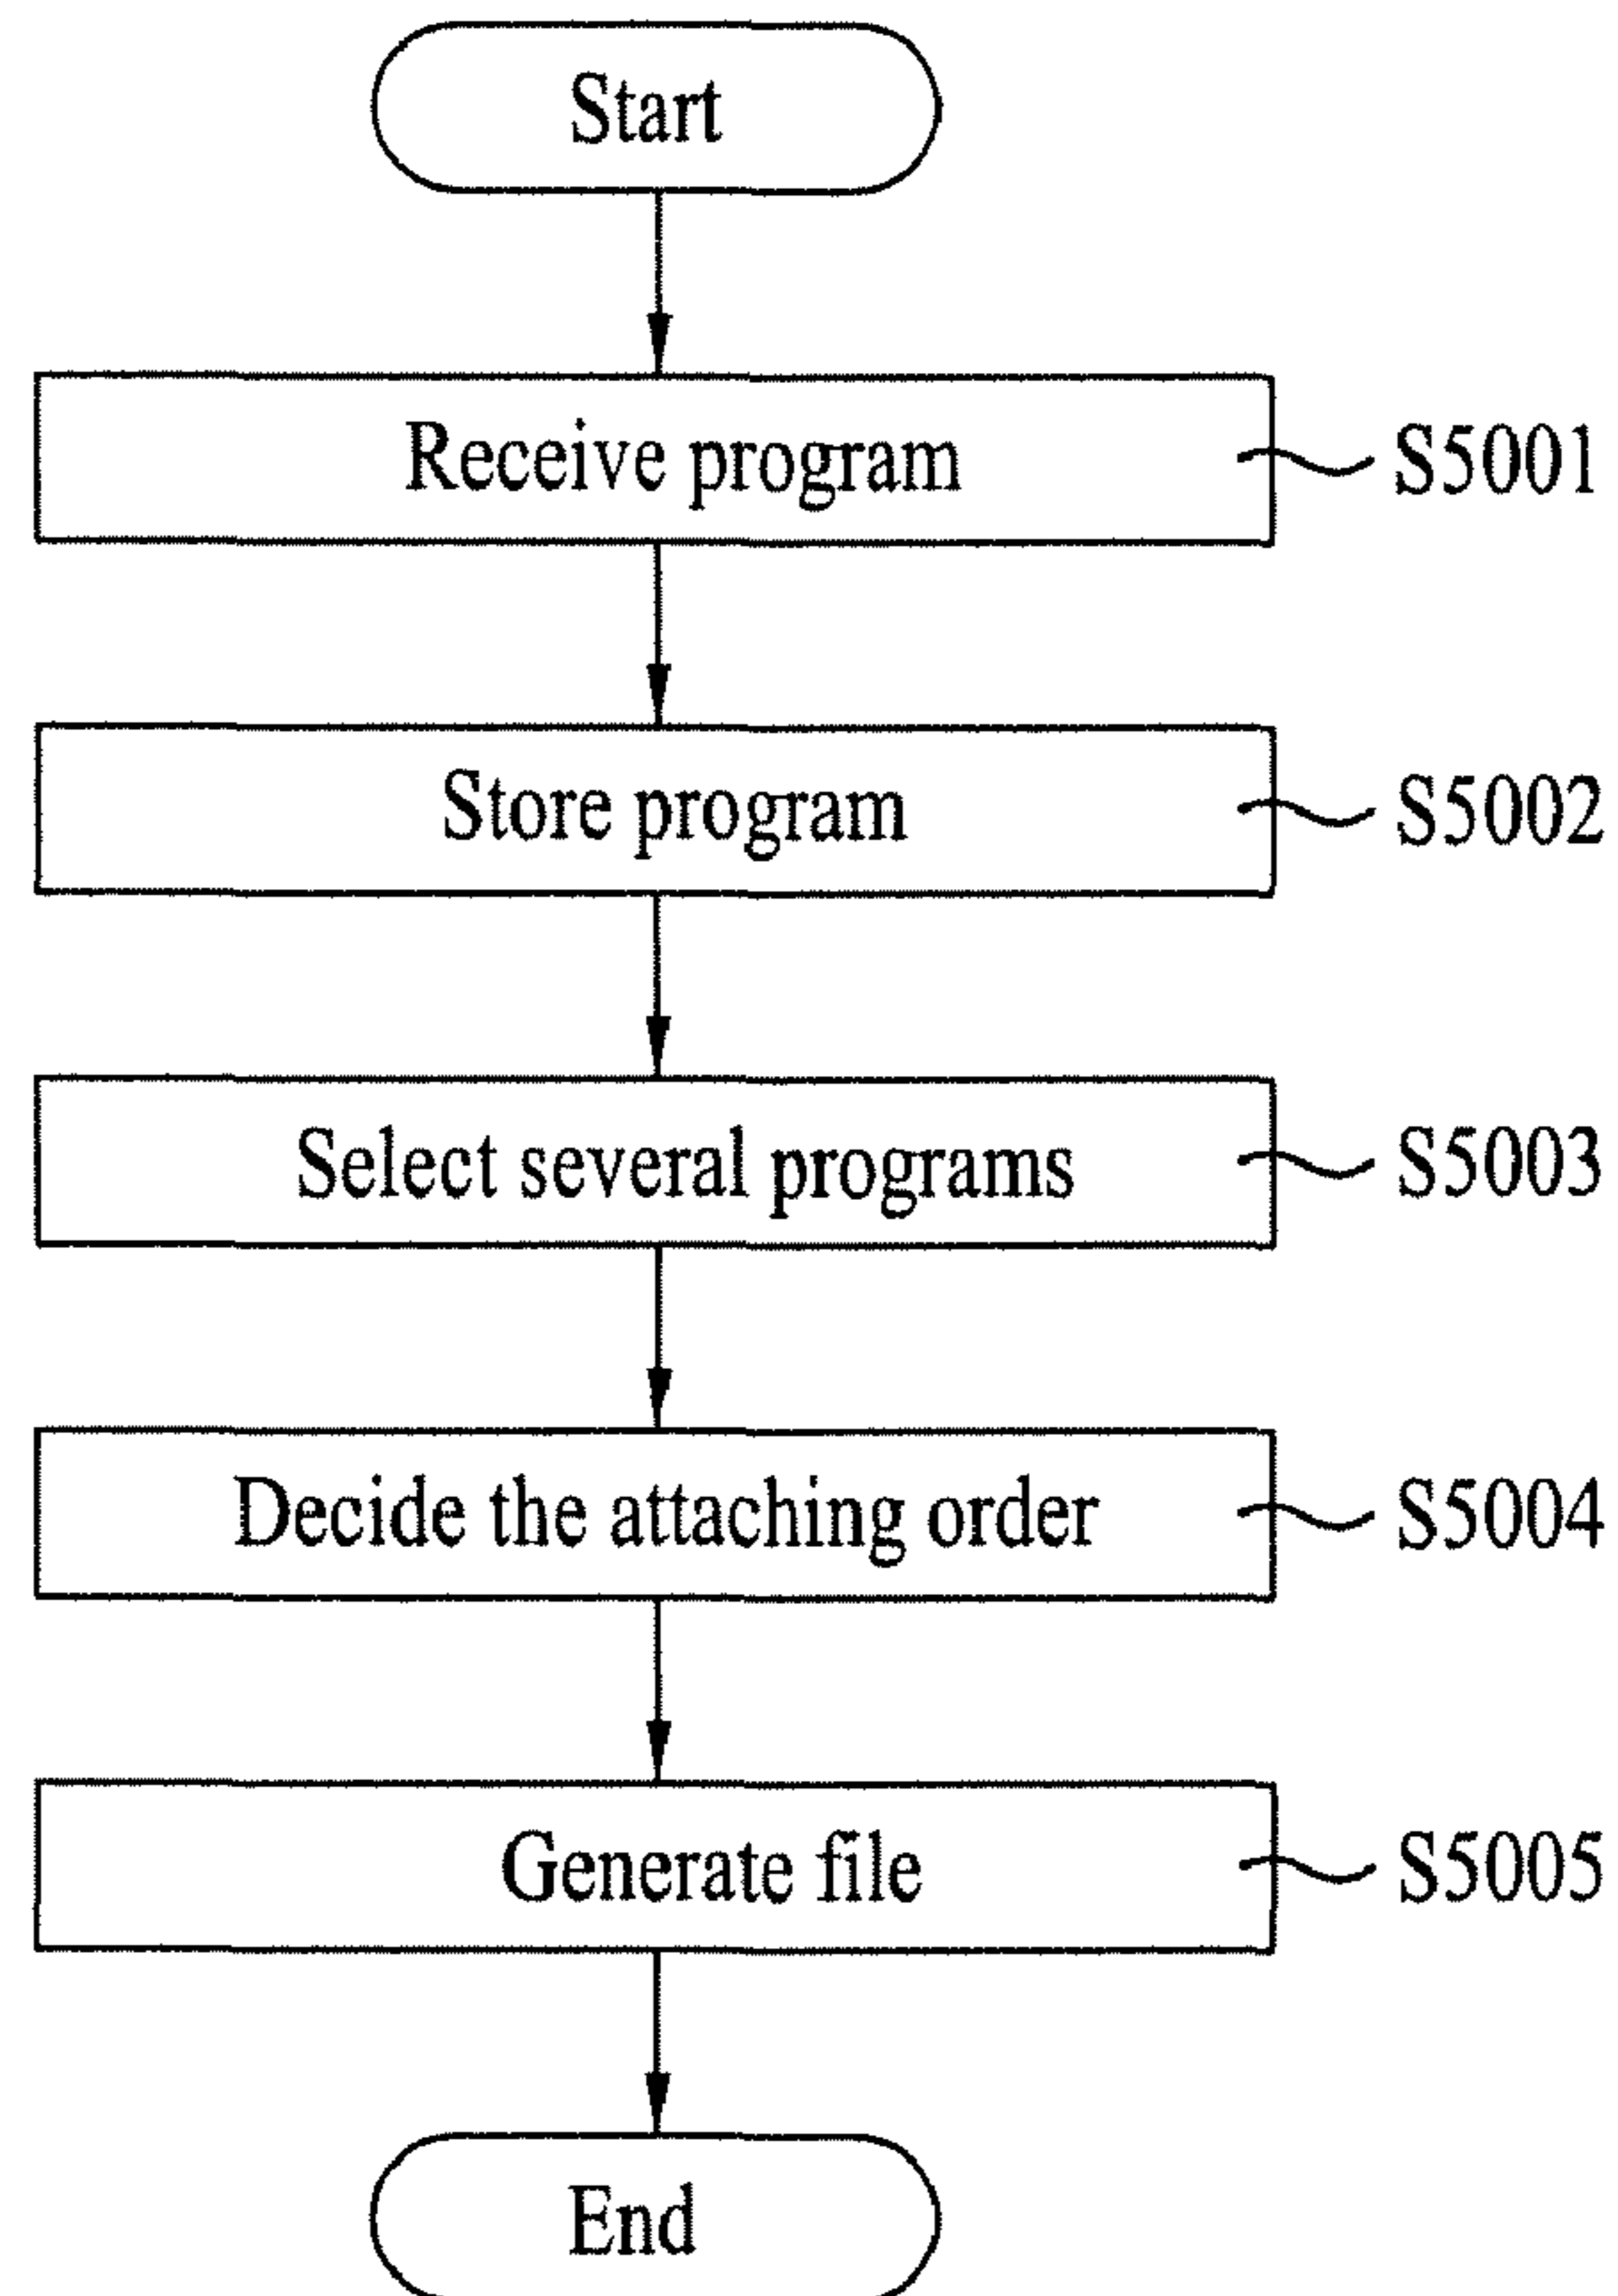 Start
Receive program S5001
Store program S5002
Select several programs S5003
Decide the attaching order S5004
Generate file S5005
End